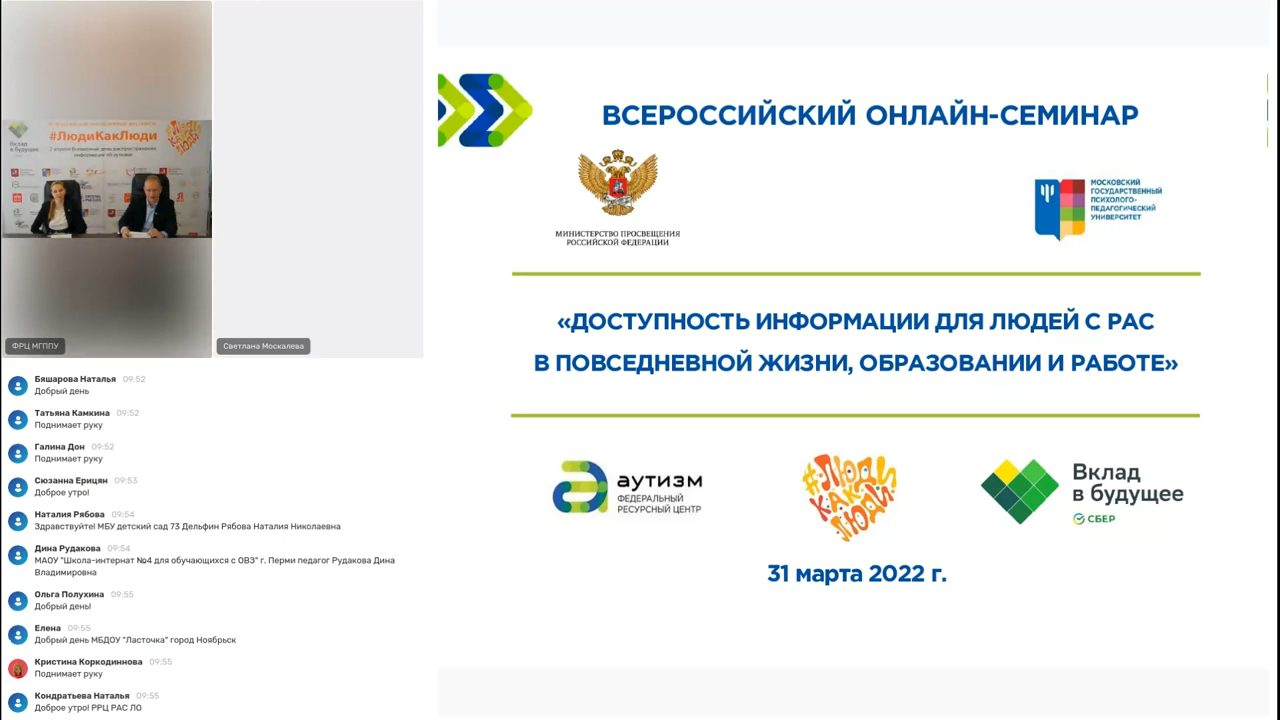 #ЛюдиКакЛюди
Вклад
в будущее
ФРЦ МГППУ
Светлана Москалева
Бяшарова Наталья 09:52
Добрый день
Татьяна Камкина 09:52
Поднимает руку
Галина Дон 09:52
Поднимает руку
Сюзанна Ерицян 09:53
Доброе утро!
Наталия Рябова 09:54
Здравствуйте! МБУ детский сад 73 Дельфин Рябова Наталия Николаевна
Дина Рудакова 09:54
МАОУ "Школа-интернат №4 для обучающихся с ОВЗ" г. Перми педагог Рудакова Дина
Владимировна
Ольга Полухина 09:55
Добрый день!
Елена 09:55
Добрый день МБДОУ "Ласточка" город Ноябрьск
Кристина Коркодиннова 09:55
Поднимает руку
Кондратьева Наталья 09:55
Доброе утро! РРЦ РАС ЛО
ВСЕРОССИЙСКИЙ ОНЛАЙН-СЕМИНАР
МИНИСТЕРСТВО ПРОСВЕЩЕНИЯ
РОССИЙСКОЙ ФЕДЕРАЦИИ
МОСКОВСКИЙ
ГОСУДАРСТВЕННЫЙ
ПСИХОЛОГО-
ПЕДАГОГИЧЕСКИЙ
УНИВЕРСИТЕТ
«ДОСТУПНОСТЬ ИНФОРМАЦИИ ДЛЯ ЛЮДЕЙ С РАС
В ПОВСЕДНЕВНОЙ ЖИЗНИ, ОБРАЗОВАНИИ И РАБОТЕ»
аутизм
ФЕДЕРАЛЬНЫЙ
РЕСУРСНЫЙ ЦЕНТР
#ЛЮДИ
КАК
ЛЮДИ
Вклад
в будущее
СБЕР
31 марта 2022 г.